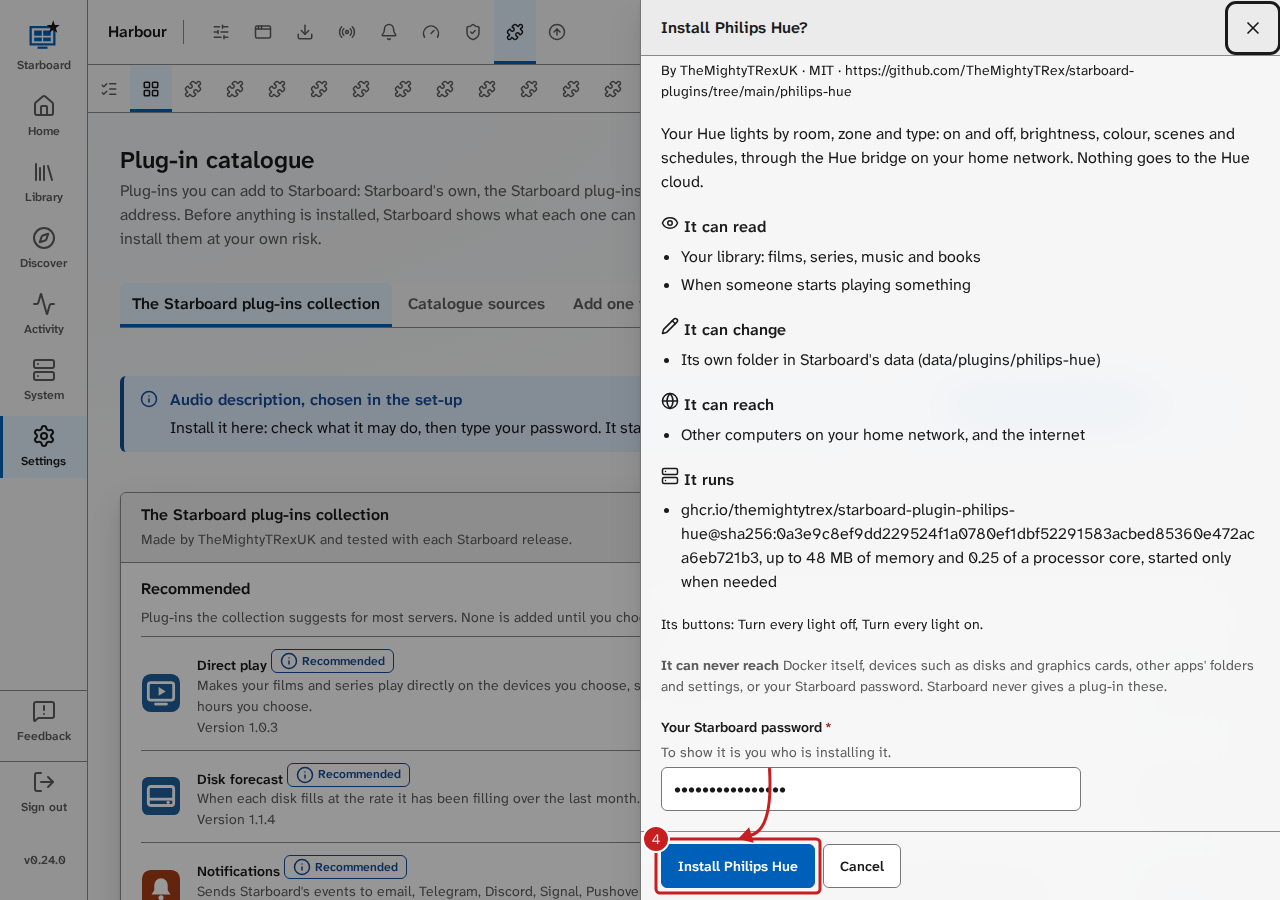 Starboard
Home
Library
Discover
Activity
System
Settings
Feedback
Sign out
v0.24.0
Harbour
Plug-in catalogue
Plug-ins you can add to Starboard: Starboard's own, the Starboard plug-ins
address. Before anything is installed, Starboard shows what each one can
install them at your own risk.
The Starboard plug-ins collection
Catalogue sources
Add one
Audio description, chosen in the set-up
Install it here: check what it may do, then type your password. It sta
The Starboard plug-ins collection
Made by TheMightyTRexUK and tested with each Starboard release.
Recommended
Plug-ins the collection suggests for most servers. None is added until you cho
Direct play Recommended
Makes your films and series play directly on the devices you choose, s
hours you choose.
Version 1.0.3
Disk forecast Recommended
When each disk fills at the rate it has been filling over the last month.
Version 1.1.4
Notifications Recommended
Sends Starboard's events to email, Telegram, Discord, Signal, Pushove
Install Philips Hue?
By TheMightyTRexUK · MIT · https://github.com/TheMightyTRex/starboard-
plugins/tree/main/philips-hue
Your Hue lights by room, zone and type: on and off, brightness, colour, scenes and
schedules, through the Hue bridge on your home network. Nothing goes to the Hue
cloud.
It can read
• Your library: films, series, music and books
• When someone starts playing something
It can change
• Its own folder in Starboard's data (data/plugins/philips-hue)
It can reach
• Other computers on your home network, and the internet
It runs
• ghcr.io/themightytrex/starboard-plugin-philips-
hue@sha256:0a3e9c8ef9dd229524f1a0780ef1dbf52291583acbed85360e472ac
a6eb721b3, up to 48 MB of memory and 0.25 of a processor core, started only
when needed
Its buttons: Turn every light off, Turn every light on.
It can never reach Docker itself, devices such as disks and graphics cards, other apps' folders
and settings, or your Starboard password. Starboard never gives a plug-in these.
Your Starboard password *
To show it is you who is installing it.
••••••••••••••••
4
Install Philips Hue
Cancel